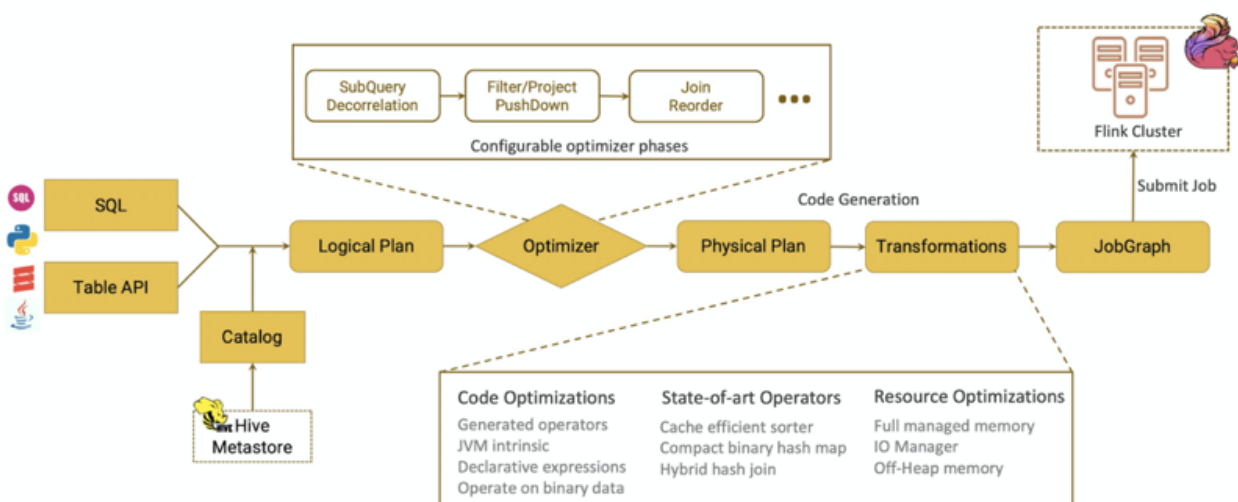 SubQuery
Decorrelation
Filter/Project
PushDown
Join
Reorder
Configurable optimizer phases
Flink Cluster
Submit Job
Code Generation
SQL
SQL
Table API
Logical Plan
Optimizer
Physical Plan
Transformations
JobGraph
Catalog
HIVE
Hive
Metastore
Code Optimizations
Generated operators
JVM intrinsic
Declarative expressions
Operate on binary data
State-of-art Operators
Cache efficient sorter
Compact binary hash map
Hybrid hash join
Resource Optimizations
Full managed memory
IO Manager
Off-Heap memory